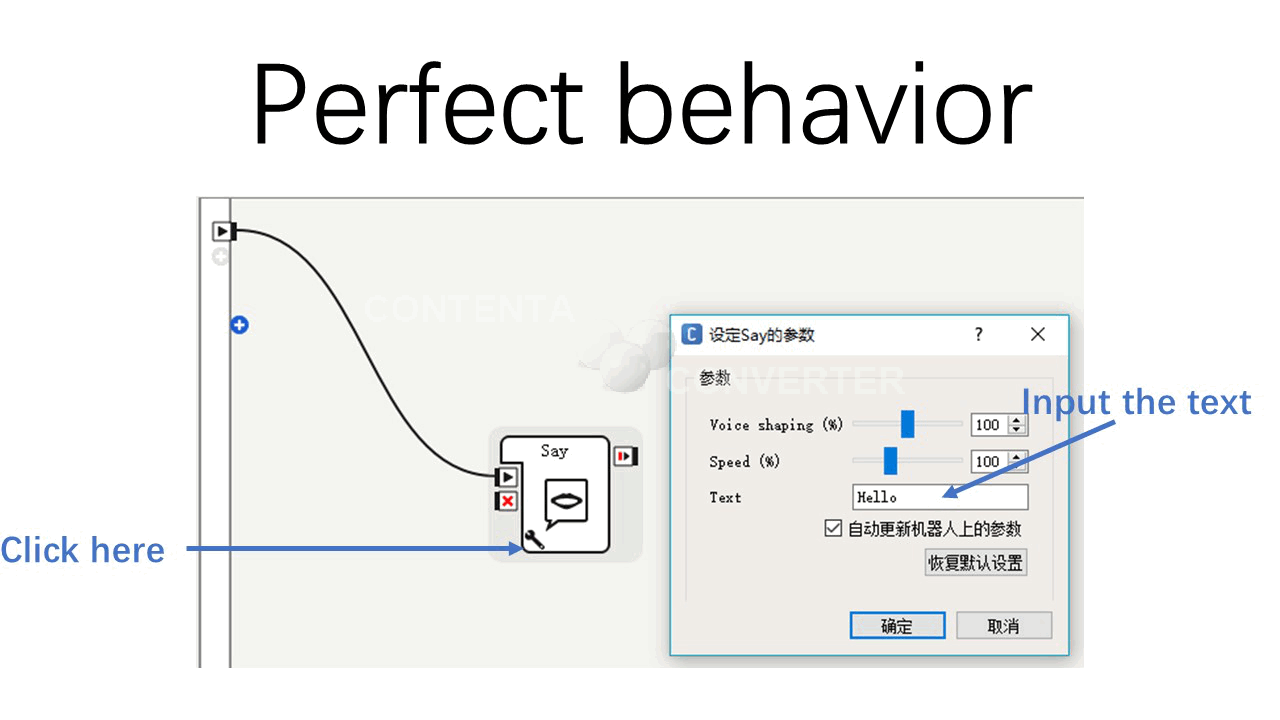 Perfect behavior
CONTENTA
CONVERTER
设定Say的参数
?
参数
Voice shaping (%)
100
Input the text
Speed (%)
100
Text
Hello
自动更新机器人上的参数
恢复默认设置
确定
取消
Say
Click here